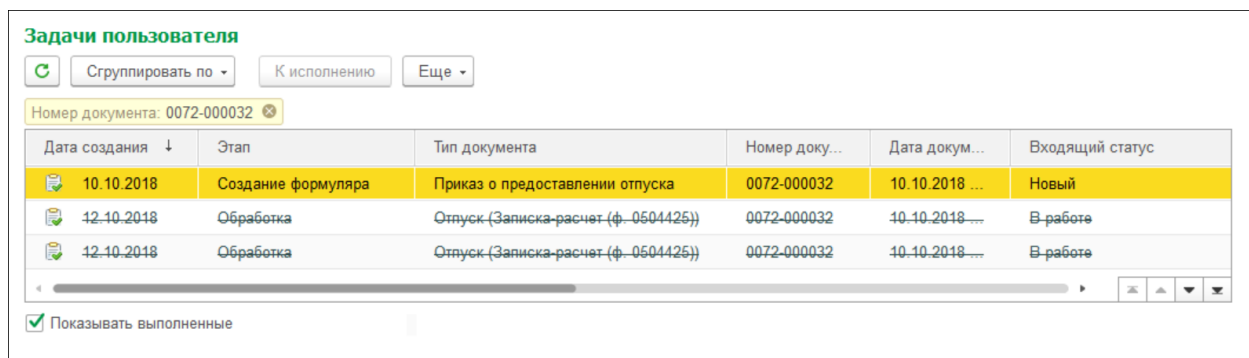 Задачи пользователя
Сгруппировать по К исполнению Еще
Номер документа: 0072-000032
Дата создания ↓ Этап Тип документа Номер доку... Дата докум... Входящий статус
10.10.2018 Создание формуляра Приказ о предоставлении отпуска 0072-000032 10.10.2018 ... Новый
12.10.2018 Обработка Отпуск (Записка-расчет (ф. 0504425)) 0072-000032 10.10.2018 ... В работе
12.10.2018 Обработка Отпуск (Записка-расчет (ф. 0504425)) 0072-000032 10.10.2018 ... В работе
Показывать выполненные